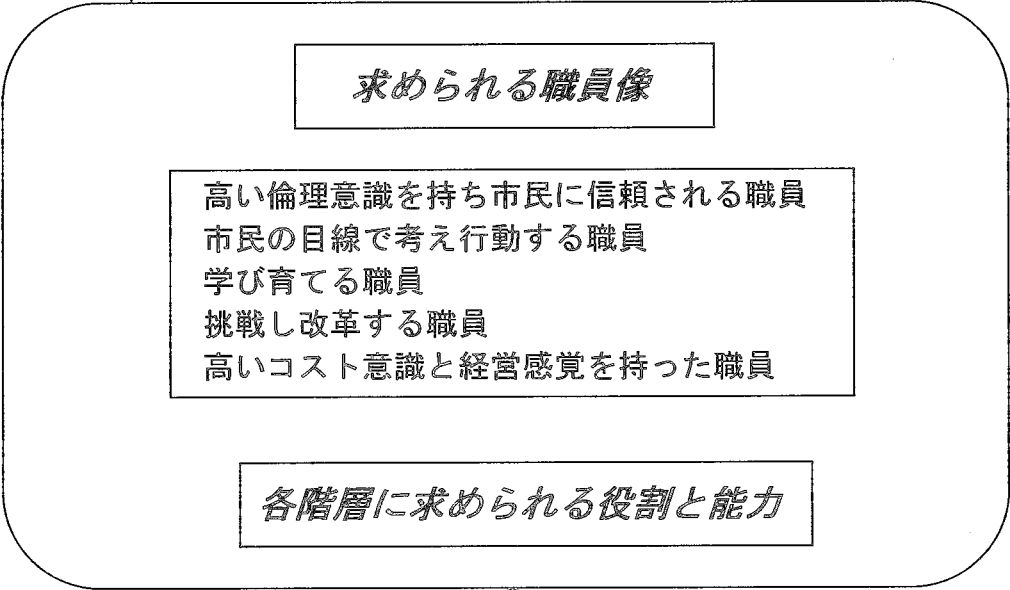 求められる職員像
高い倫理意識を持ち市民に信頼される職員
市民の目線で考え行動する職員
学び育てる職員
挑戦し改革する職員
高いコスト意識と経営感覚を持った職員
各階層に求められる役割と能力